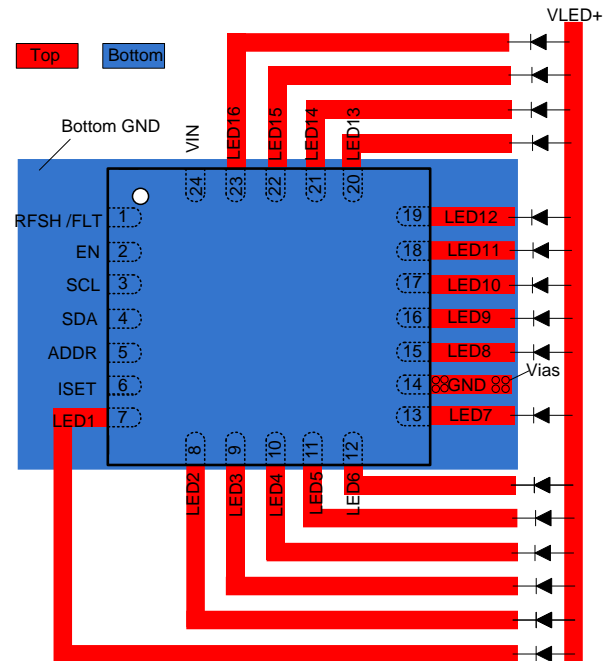 VLED+
Top
Bottom
Bottom GND
VIN
LED16
LED15
LED14
LED13
24
23
22
21
20
RFSH /FLT
1
19
LED12
EN
2
18
LED11
SCL
3
17
LED10
SDA
4
16
LED9
ADDR
5
15
LED8
Vias
ISET
6
14
GND
LED1
7
13
LED7
8
9
10
11
12
LED2
LED3
LED4
LED5
LED6